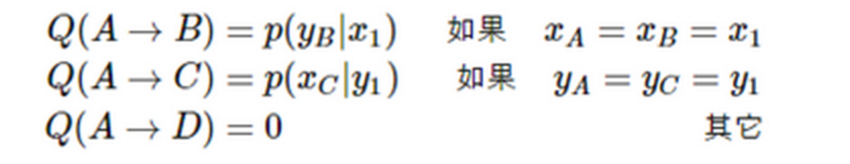 Q(A → B) = p(y_B|x_1) 如果 x_A = x_B = x_1
Q(A → C) = p(x_C|y_1) 如果 y_A = y_C = y_1
Q(A → D) = 0 其它